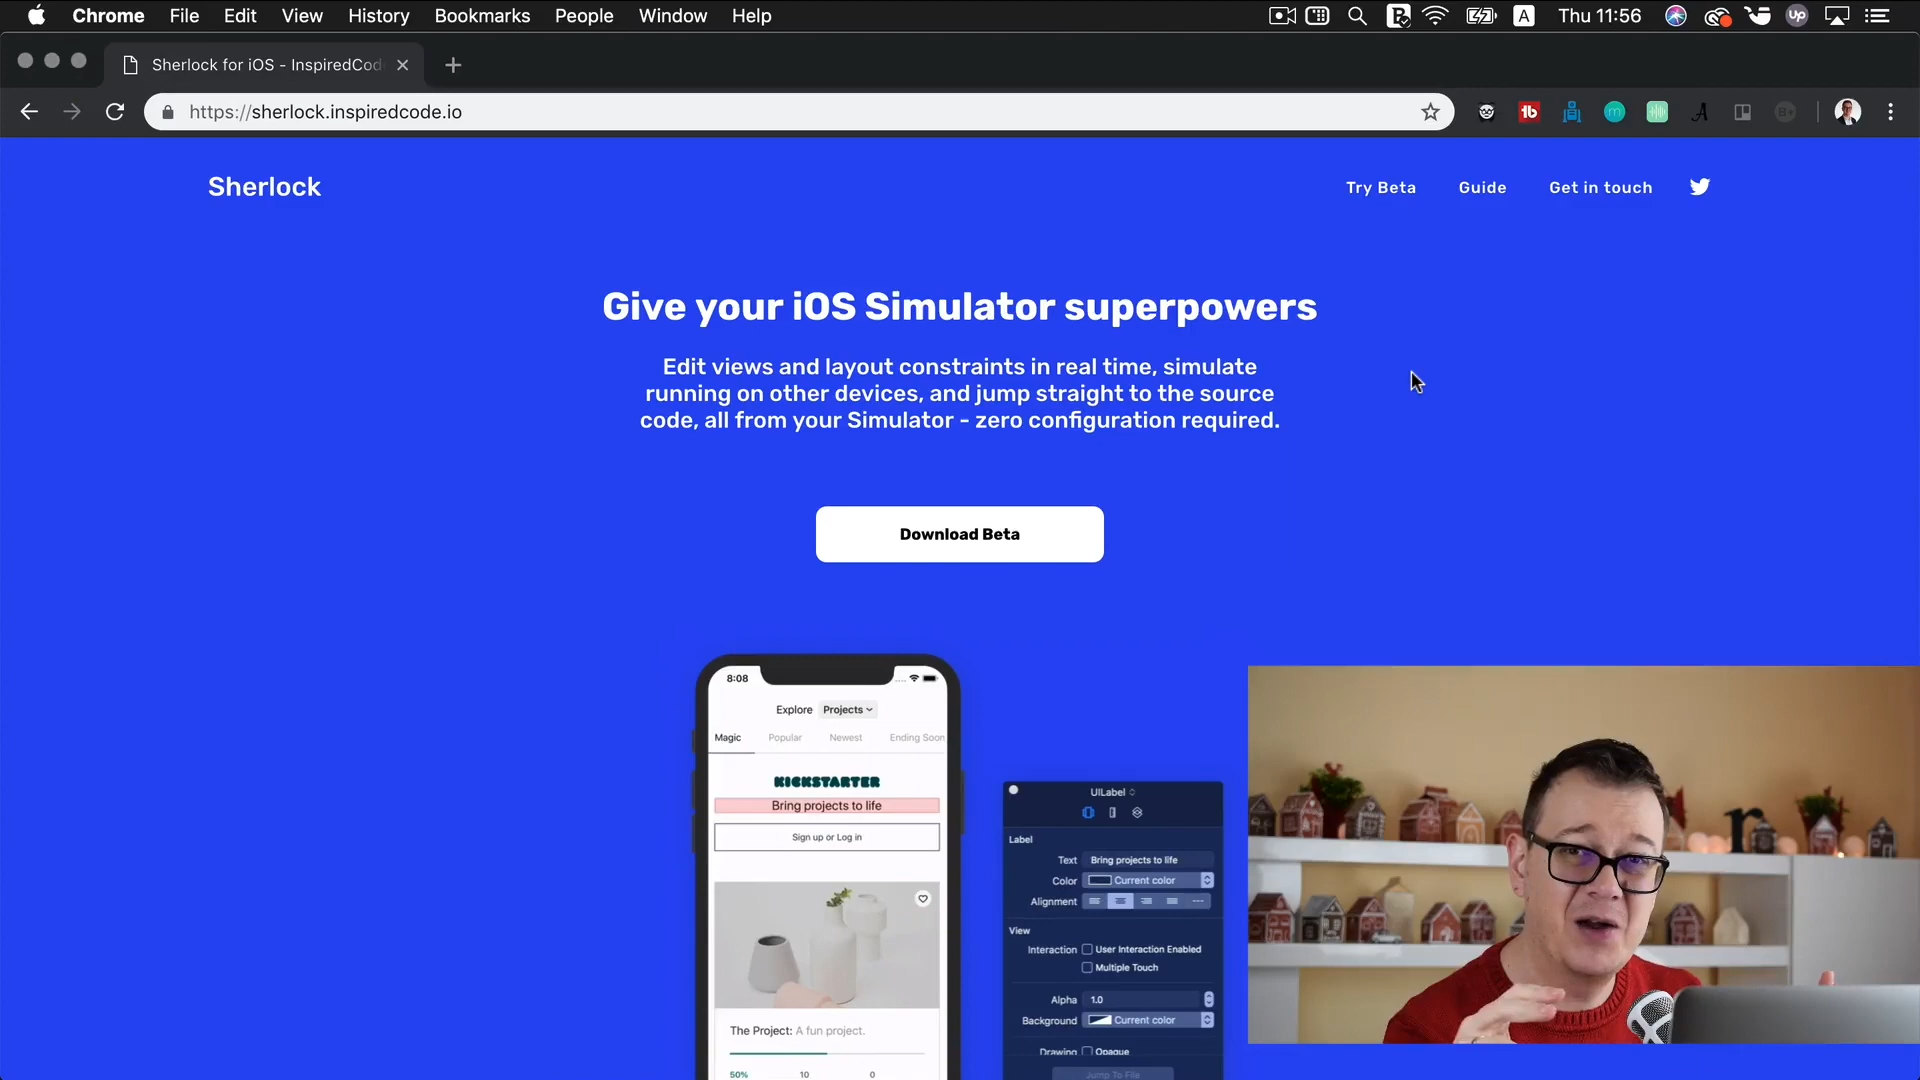 Chrome File Edit View History Bookmarks People Window Help
A Thu 11:56 Up
Sherlock for iOS - InspiredCod
https://sherlock.inspiredcode.io
tb m A B+
Sherlock
Try Beta Guide Get in touch
Give your iOS Simulator superpowers
Edit views and layout constraints in real time, simulate
running on other devices, and jump straight to the source
code, all from your Simulator - zero configuration required.
Download Beta
8:08
Explore Projects
Magic Popular Newest Ending Soon
KICKSTARTER
Bring projects to life
Sign up or Log in
The Project: A fun project.
50% 10 0
UILabel
Label
Text Bring projects to life
Color Current color
Alignment
View
Interaction User Interaction Enabled
Multiple Touch
Alpha 1.0
Background Current color
Drawing Opaque
Jump To File
r